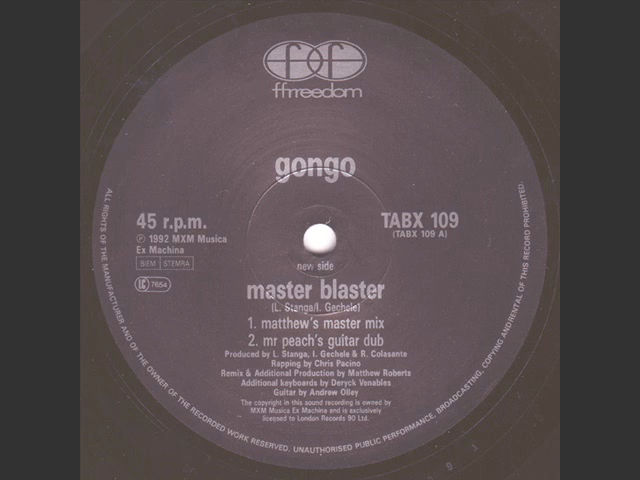 ffrreedom
gongo
45 r.p.m.
TABX 109
(TABX 109 A)
℗ 1992 MXM Musica
Ex Machina
BIEM STEMRA
LC 7654
new side
master blaster
(L. Stanga/I. Gechele)
1. matthew's master mix
2. mr peach's guitar dub
Produced by L. Stanga, I. Gechele & R. Colasante
Rapping by Chris Pacino
Remix & Additional Production by Matthew Roberts
Additional keyboards by Deryck Venables
Guitar by Andrew Olley
The copyright in this sound recording is owned by
MXM Musica Ex Machina and is exclusively
licensed to London Records 90 Ltd.
ALL RIGHTS OF THE MANUFACTURER AND OF THE OWNER OF THE RECORDED WORK RESERVED. UNAUTHORISED PUBLIC PERFORMANCE, BROADCASTING, COPYING AND/RENTAL OF THIS RECORD PROHIBITED.